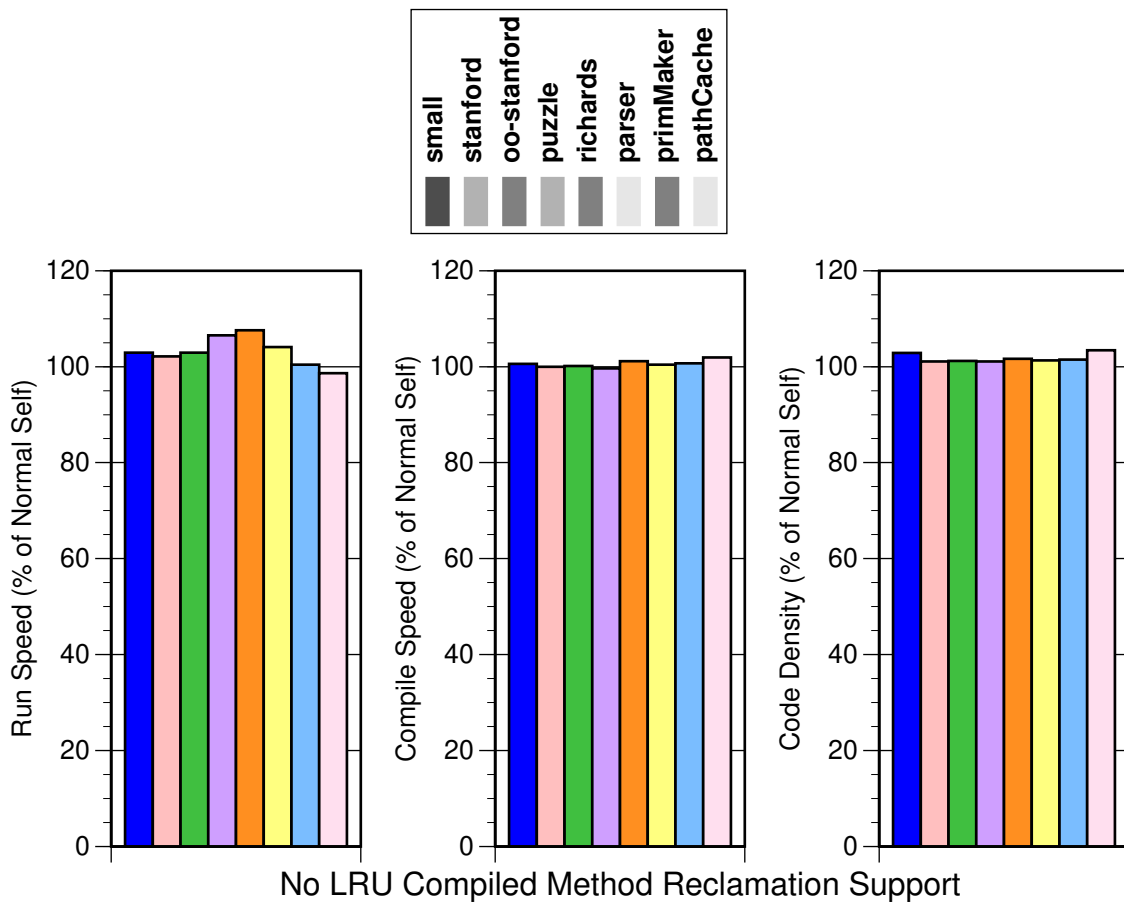 small
stanford
oo-stanford
puzzle
richards
parser
primMaker
pathCache
Run Speed (% of Normal Self)
120
100
80
60
40
20
0
Compile Speed (% of Normal Self)
120
100
80
60
40
20
0
Code Density (% of Normal Self)
120
100
80
60
40
20
0
No LRU Compiled Method Reclamation Support